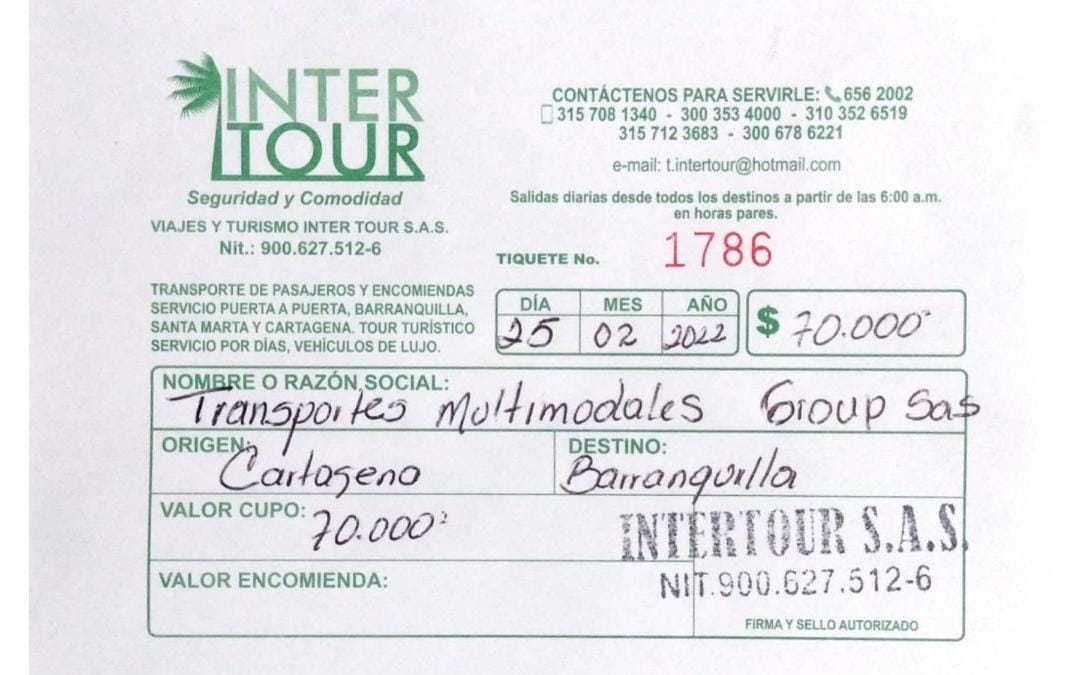 INTER
TOUR
Seguridad y Comodidad
VIAJES Y TURISMO INTER TOUR S.A.S.
Nit.: 900.627.512-6
TRANSPORTE DE PASAJEROS Y ENCOMIENDAS
SERVICIO PUERTA A PUERTA, BARRANQUILLA,
SANTA MARTA Y CARTAGENA. TOUR TURÍSTICO
SERVICIO POR DÍAS, VEHÍCULOS DE LUJO.
CONTÁCTENOS PARA SERVIRLE: 656 2002
315 708 1340 - 300 353 4000 - 310 352 6519
315 712 3683 - 300 678 6221
e-mail: t.intertour@hotmail.com
Salidas diarias desde todos los destinos a partir de las 6:00 a.m.
en horas pares.
TIQUETE No. 1786
DÍA MES AÑO
25 02 2022
$ 70.000
NOMBRE O RAZÓN SOCIAL:
Transportes Multimodales Group Sas
ORIGEN: Cartagena
DESTINO: Barranquilla
VALOR CUPO: 70.000
VALOR ENCOMIENDA:
INTERTOUR S.A.S.
NIT.900.627.512-6
FIRMA Y SELLO AUTORIZADO